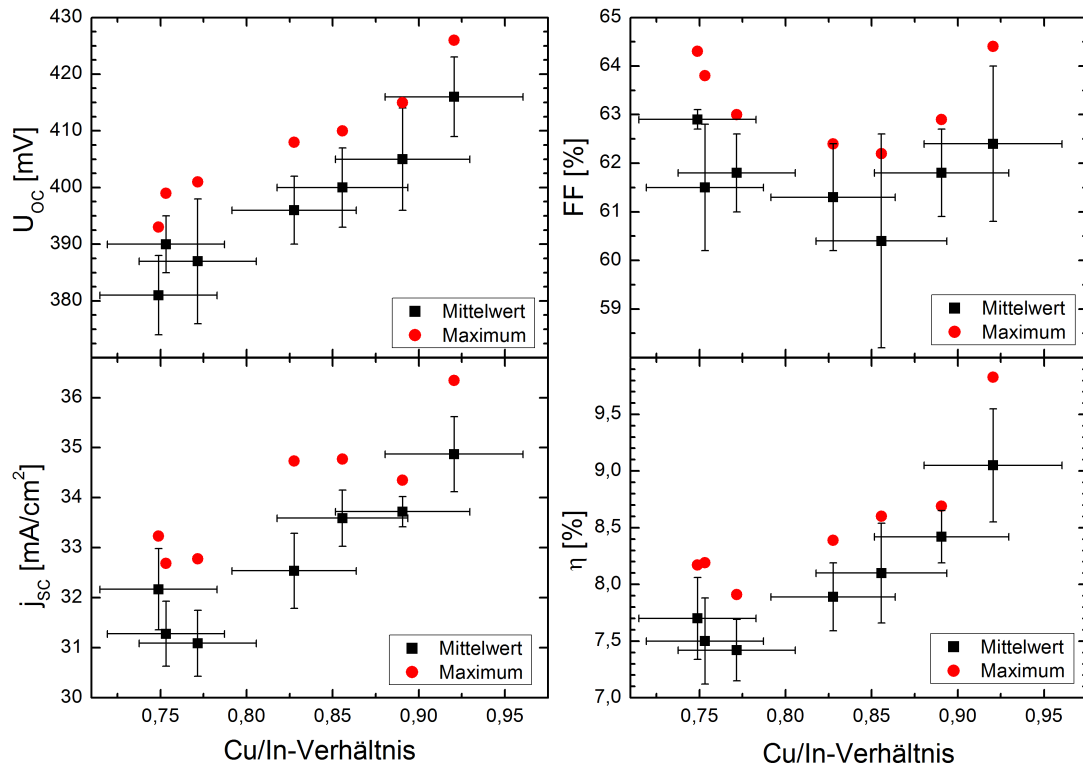 430
420
410
400
390
380
U_OC [mV]
Mittelwert
Maximum
65
64
63
62
61
60
59
FF [%]
Mittelwert
Maximum
36
35
34
33
32
31
30
j_SC [mA/cm²]
Mittelwert
Maximum
0,75 0,80 0,85 0,90 0,95
Cu/In-Verhältnis
9,5
9,0
8,5
8,0
7,5
7,0
η [%]
Mittelwert
Maximum
0,75 0,80 0,85 0,90 0,95
Cu/In-Verhältnis